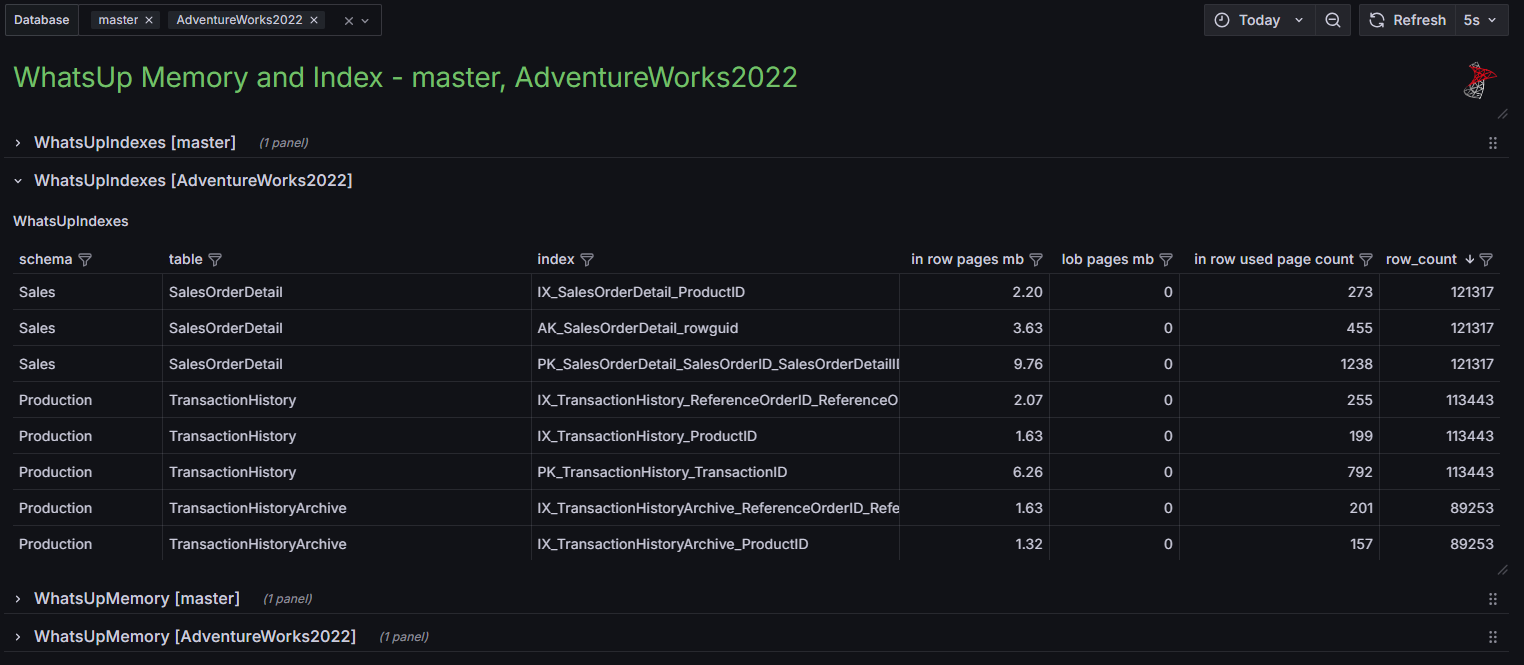 Database master × AdventureWorks2022 × Today Refresh 5s
WhatsUp Memory and Index - master, AdventureWorks2022
WhatsUpIndexes [master] (1 panel)
WhatsUpIndexes [AdventureWorks2022]
WhatsUpIndexes
schema table index in row pages mb lob pages mb in row used page count row_count
Sales SalesOrderDetail IX_SalesOrderDetail_ProductID 2.20 0 273 121317
Sales SalesOrderDetail AK_SalesOrderDetail_rowguid 3.63 0 455 121317
Sales SalesOrderDetail PK_SalesOrderDetail_SalesOrderID_SalesOrderDetailI 9.76 0 1238 121317
Production TransactionHistory IX_TransactionHistory_ReferenceOrderID_ReferenceO 2.07 0 255 113443
Production TransactionHistory IX_TransactionHistory_ProductID 1.63 0 199 113443
Production TransactionHistory PK_TransactionHistory_TransactionID 6.26 0 792 113443
Production TransactionHistoryArchive IX_TransactionHistoryArchive_ReferenceOrderID_Refe 1.63 0 201 89253
Production TransactionHistoryArchive IX_TransactionHistoryArchive_ProductID 1.32 0 157 89253
WhatsUpMemory [master] (1 panel)
WhatsUpMemory [AdventureWorks2022] (1 panel)